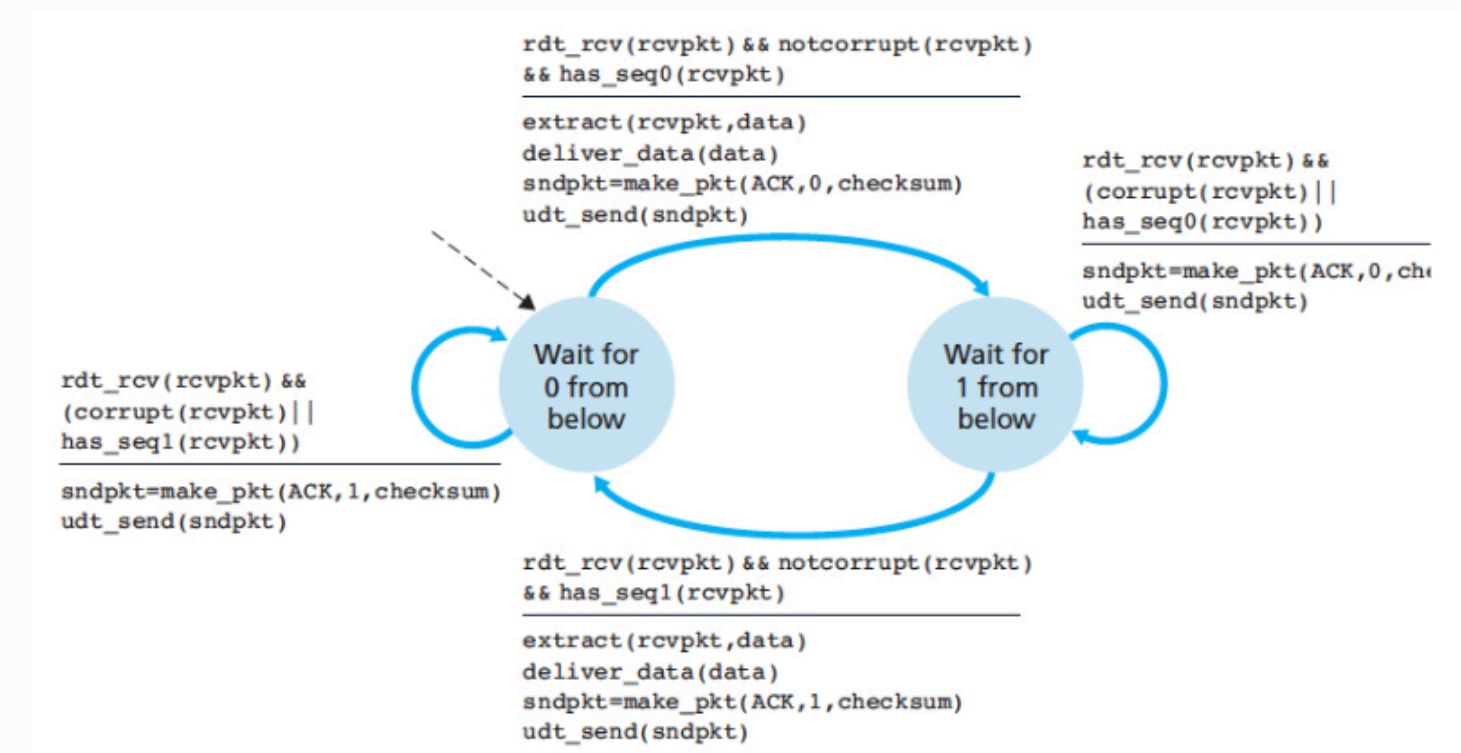 rdt_rcv(rcvpkt) && notcorrupt(rcvpkt)
&& has_seq0(rcvpkt)
extract(rcvpkt,data)
deliver_data(data)
sndpkt=make_pkt(ACK,0,checksum)
udt_send(sndpkt)
rdt_rcv(rcvpkt) &&
(corrupt(rcvpkt)||
has_seq0(rcvpkt))
sndpkt=make_pkt(ACK,0,che
udt_send(sndpkt)
Wait for
0 from
below
Wait for
1 from
below
rdt_rcv(rcvpkt) &&
(corrupt(rcvpkt)||
has_seq1(rcvpkt))
sndpkt=make_pkt(ACK,1,checksum)
udt_send(sndpkt)
rdt_rcv(rcvpkt) && notcorrupt(rcvpkt)
&& has_seq1(rcvpkt)
extract(rcvpkt,data)
deliver_data(data)
sndpkt=make_pkt(ACK,1,checksum)
udt_send(sndpkt)